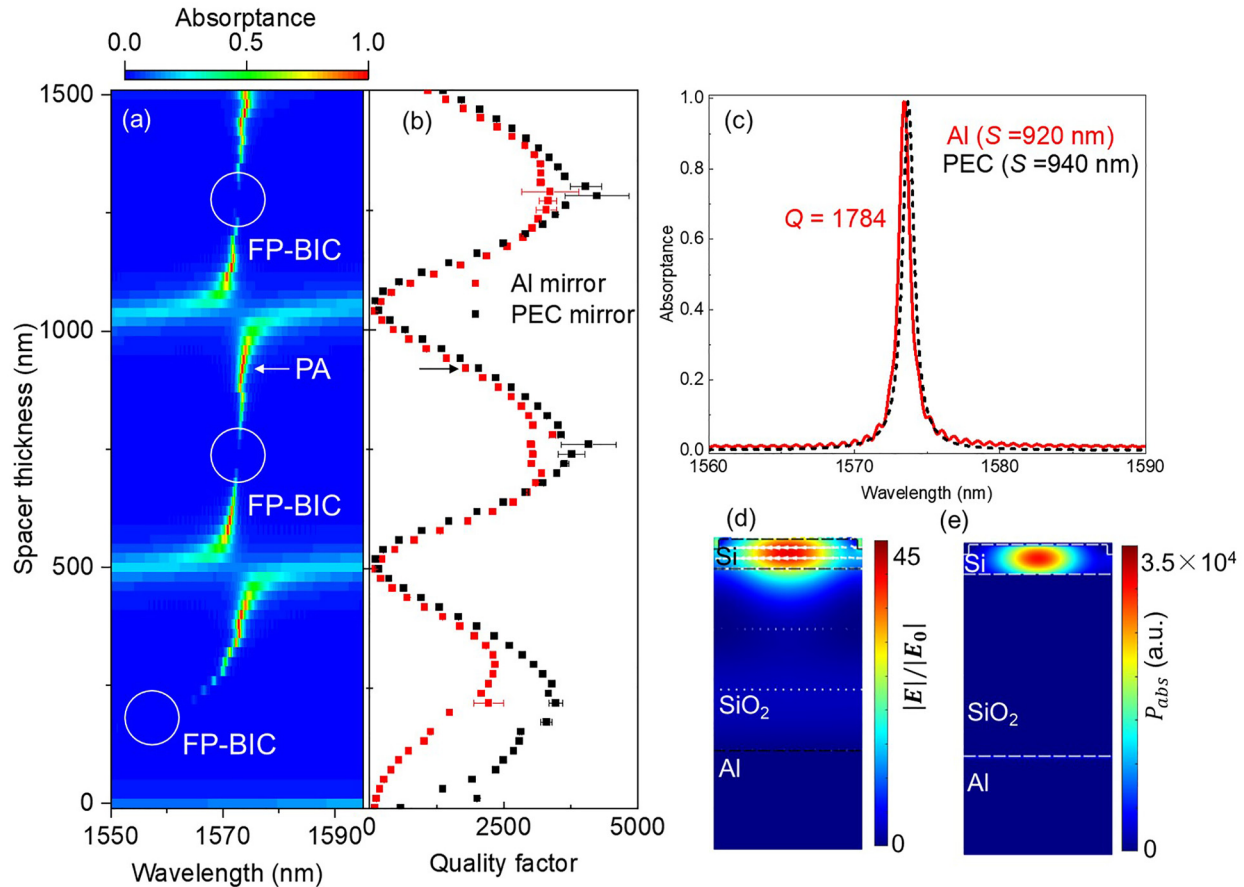 Absorptance
0.0 0.5 1.0
(a)
1500
1000
500
0
Spacer thickness (nm)
FP-BIC
PA
FP-BIC
FP-BIC
1550 1570 1590
Wavelength (nm)
(b)
Al mirror
PEC mirror
0 2500 5000
Quality factor
(c)
Al (S =920 nm)
PEC (S =940 nm)
Q = 1784
1.0
0.8
0.6
0.4
0.2
0.0
Absorptance
1560 1570 1580 1590
Wavelength (nm)
(d)
Si
SiO₂
Al
45
0
|E|/|E₀|
(e)
Si
SiO₂
Al
3.5×10⁴
0
P_abs (a.u.)